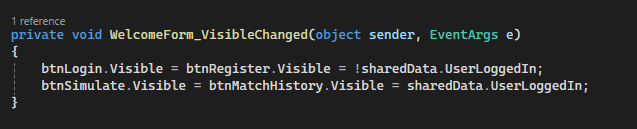 1 reference
private void WelcomeForm_VisibleChanged(object sender, EventArgs e)
{
    btnLogin.Visible = btnRegister.Visible = !sharedData.UserLoggedIn;
    btnSimulate.Visible = btnMatchHistory.Visible = sharedData.UserLoggedIn;
}